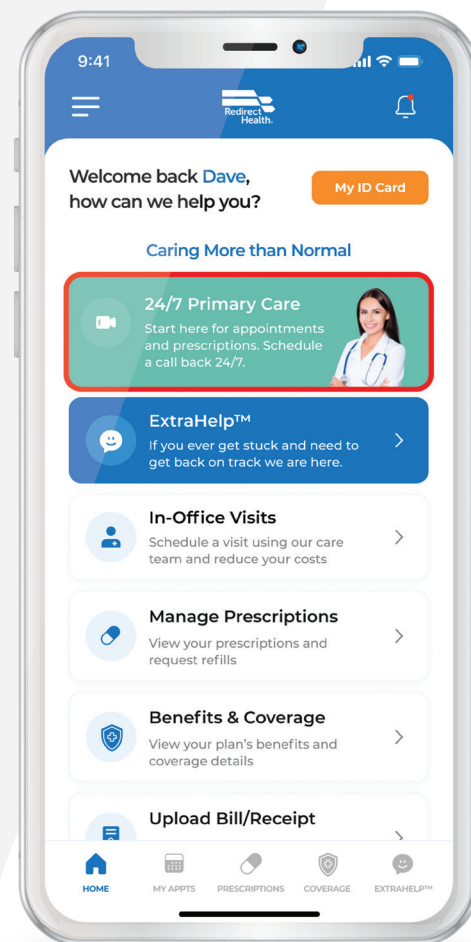 9:41
Redirect
Health.
Welcome back Dave,
how can we help you?
My ID Card
Caring More than Normal
24/7 Primary Care
Start here for appointments
and prescriptions. Schedule
a call back 24/7.
ExtraHelp™
If you ever get stuck and need to
get back on track we are here.
In-Office Visits
Schedule a visit using our care
team and reduce your costs
Manage Prescriptions
View your prescriptions and
request refills
Benefits & Coverage
View your plan's benefits and
coverage details
Upload Bill/Receipt
HOME
MY APPTS
PRESCRIPTIONS
COVERAGE
EXTRAHELP™